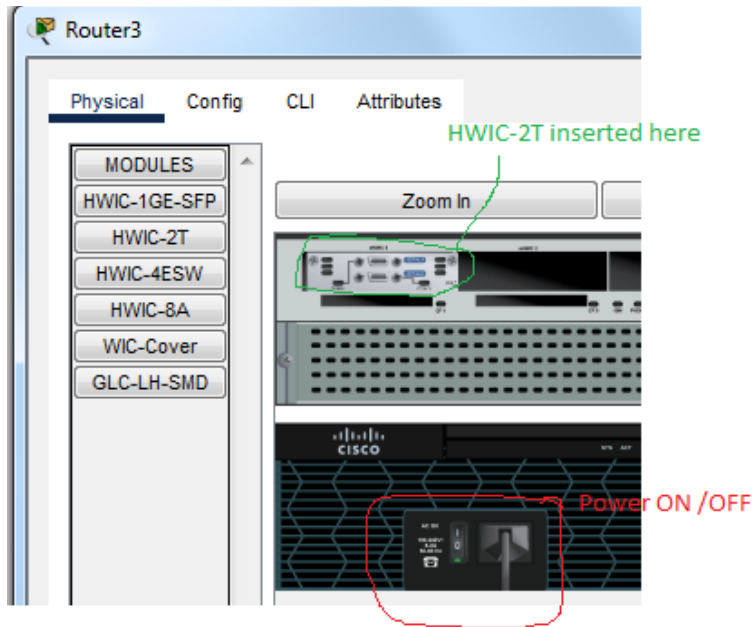 Router3
Physical Config CLI Attributes
HWIC-2T inserted here
MODULES
HWIC-1GE-SFP
HWIC-2T
HWIC-4ESW
HWIC-8A
WIC-Cover
GLC-LH-SMD
Zoom In
CISCO
Power ON /OFF
I
O